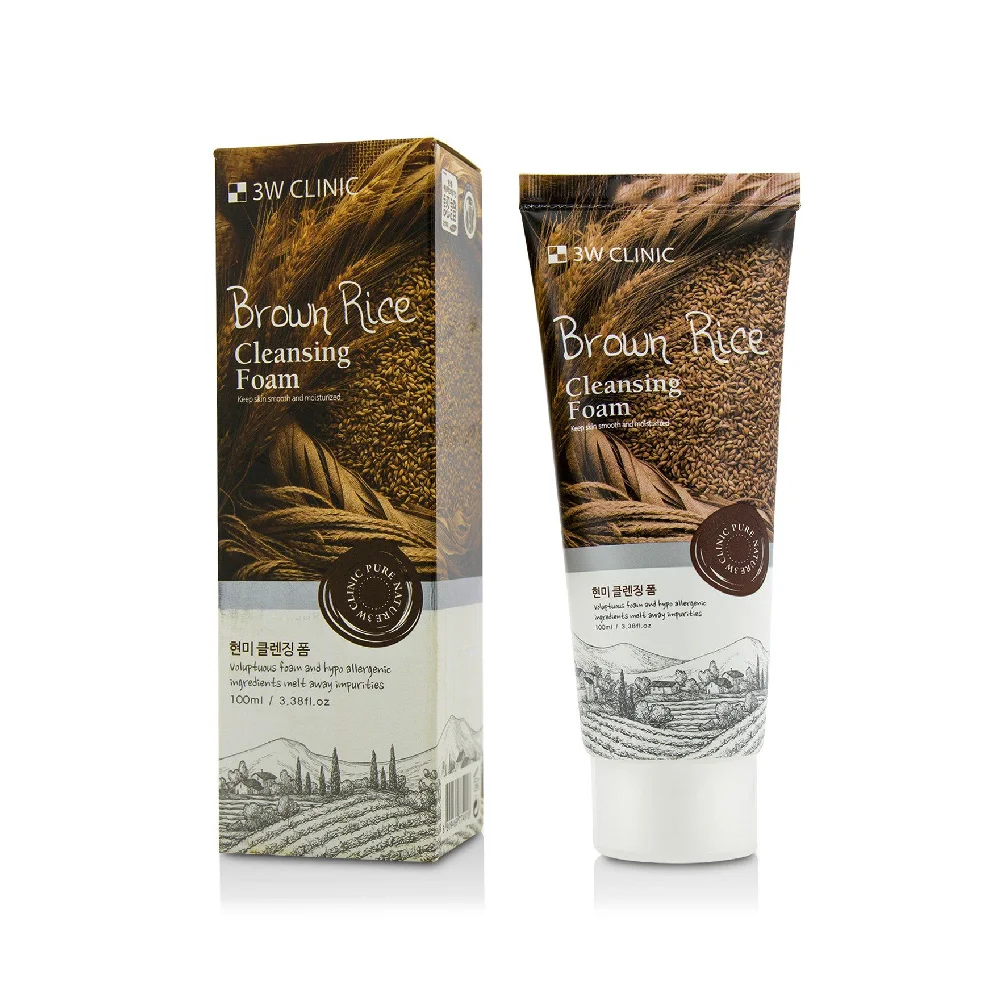 3W CLINIC
Brown Rice
Cleansing
Foam
Keep skin smooth and moisturized
3W CLINIC PURE NATURE
현미 클렌징 폼
Voluptuous foam and hypo allergenic
ingredients melt away impurities
100ml / 3.38fl.oz
3W CLINIC
Brown Rice
Cleansing
Foam
Keep skin smooth and moisturized
3W CLINIC PURE NATURE
현미 클렌징 폼
Voluptuous foam and hypo allergenic
ingredients melt away impurities
100ml / 3.38fl.oz